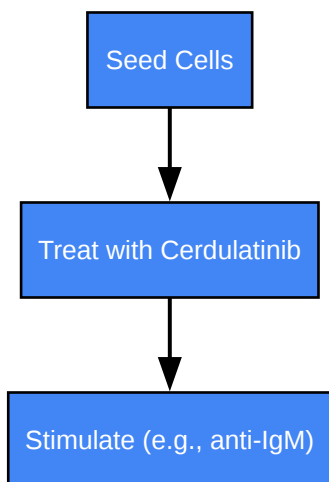 Seed Cells
Treat with Cerdulatinib
Stimulate (e.g., anti-IgM)